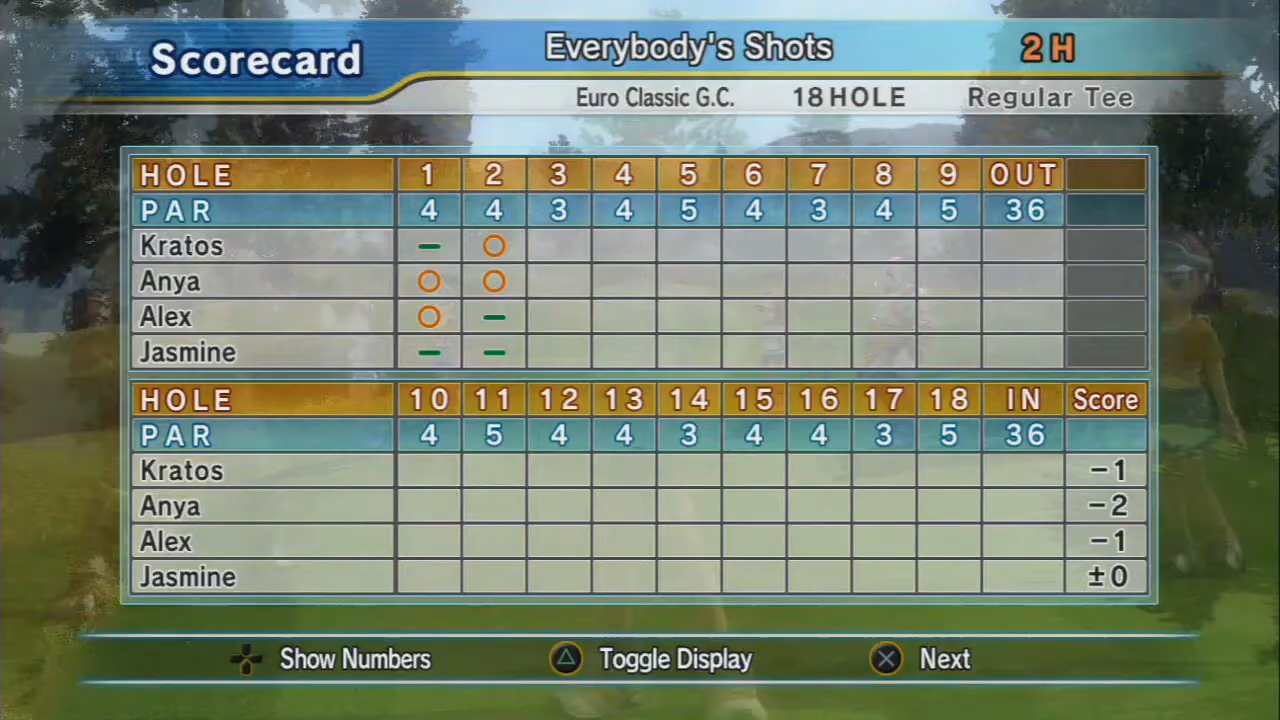 Scorecard
Everybody's Shots
2H
Euro Classic G.C. 18HOLE Regular Tee
HOLE 1 2 3 4 5 6 7 8 9 OUT
PAR 4 4 3 4 5 4 3 4 5 36
Kratos – ○
Anya ○ ○
Alex ○ –
Jasmine – –
HOLE 10 11 12 13 14 15 16 17 18 IN Score
PAR 4 5 4 4 3 4 4 3 5 36
Kratos −1
Anya −2
Alex −1
Jasmine ±0
Show Numbers Toggle Display Next